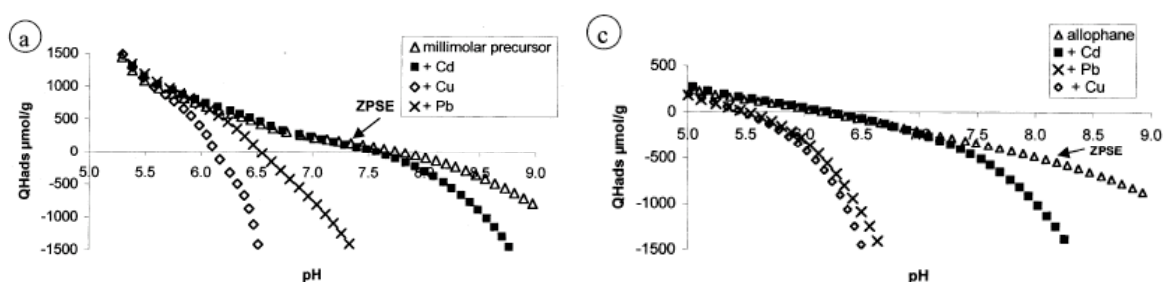 a
1500
1000
500
0
-500
-1000
-1500
QHads µmol/g
5.0 5.5 6.0 6.5 7.0 7.5 8.0 8.5 9.0
pH
ZPSE
millimolar precursor
+ Cd
+ Cu
+ Pb
c
500
0
-500
-1000
-1500
QHads µmol/g
5.0 5.5 6.0 6.5 7.0 7.5 8.0 8.5 9.0
pH
ZPSE
allophane
+ Cd
+ Pb
+ Cu